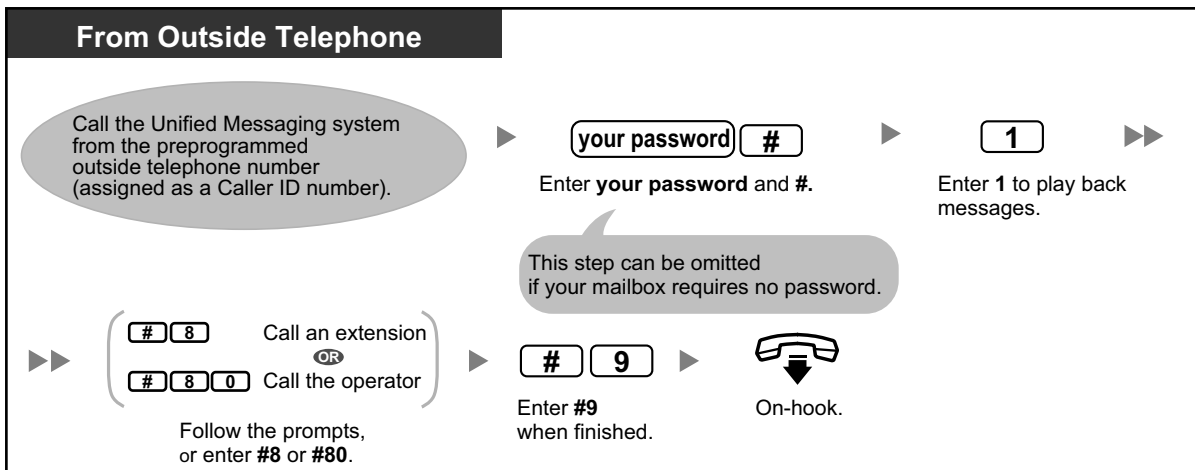 From Outside Telephone
Call the Unified Messaging system
from the preprogrammed
outside telephone number
(assigned as a Caller ID number).
your password #
Enter your password and #.
This step can be omitted
if your mailbox requires no password.
1
Enter 1 to play back
messages.
# 8 Call an extension
OR
# 8 0 Call the operator
Follow the prompts,
or enter #8 or #80.
# 9
Enter #9
when finished.
On-hook.